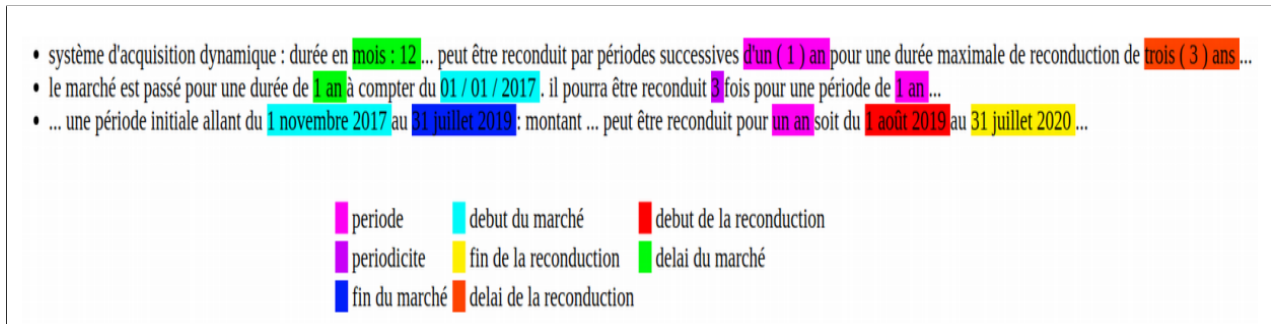 • système d'acquisition dynamique : durée en mois : 12 ... peut être reconduit par périodes successives d'un ( 1 ) an pour une durée maximale de reconduction de trois ( 3 ) ans ...
• le marché est passé pour une durée de 1 an à compter du 01 / 01 / 2017 . il pourra être reconduit 3 fois pour une période de 1 an ...
• ... une période initiale allant du 1 novembre 2017 au 31 juillet 2019 : montant ... peut être reconduit pour un an soit du 1 août 2019 au 31 juillet 2020 ...
periode debut du marché debut de la reconduction
periodicite fin de la reconduction delai du marché
fin du marché delai de la reconduction